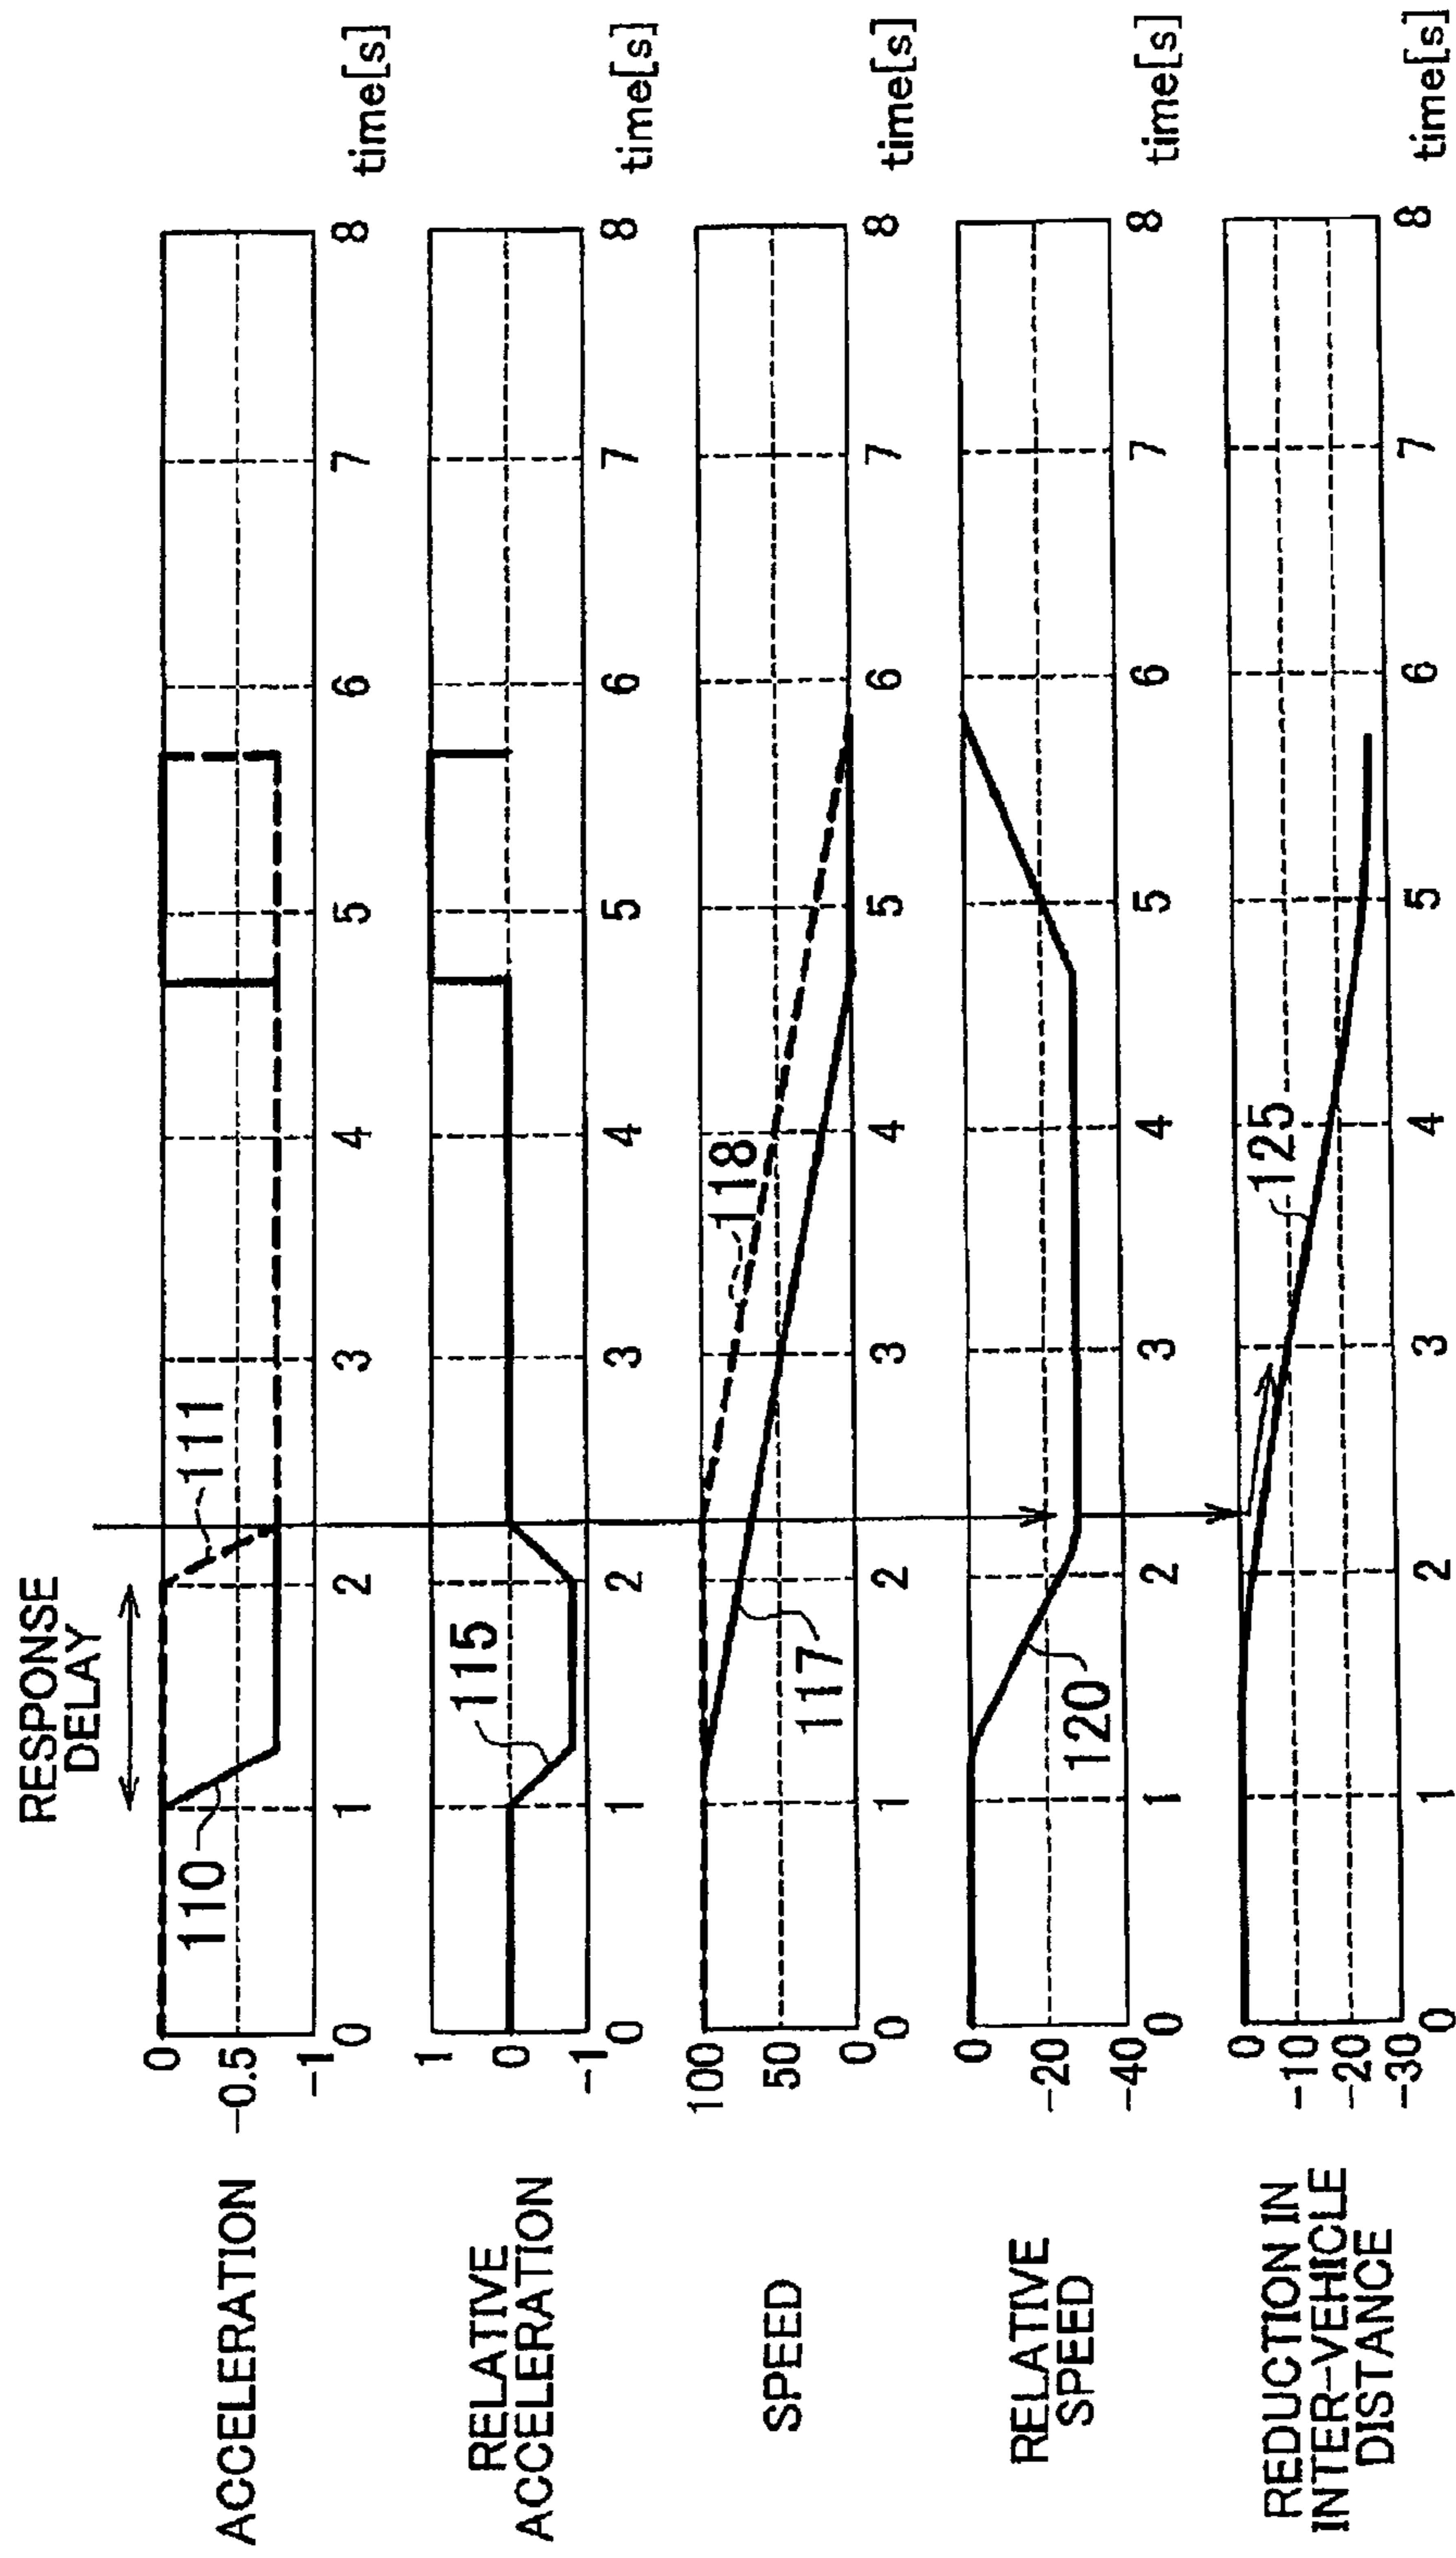 RESPONSE
DELAY
ACCELERATION
0
-0.5
-1
110
111
0 1 2 3 4 5 6 7 8 time[s]
RELATIVE
ACCELERATION
1
0
-1
115
0 1 2 3 4 5 6 7 8 time[s]
SPEED
100
50
0
117
118
0 1 2 3 4 5 6 7 8 time[s]
RELATIVE
SPEED
0
-20
-40
120
0 1 2 3 4 5 6 7 8 time[s]
REDUCTION IN
INTER-VEHICLE
DISTANCE
0
-10
-20
-30
125
0 1 2 3 4 5 6 7 8 time[s]